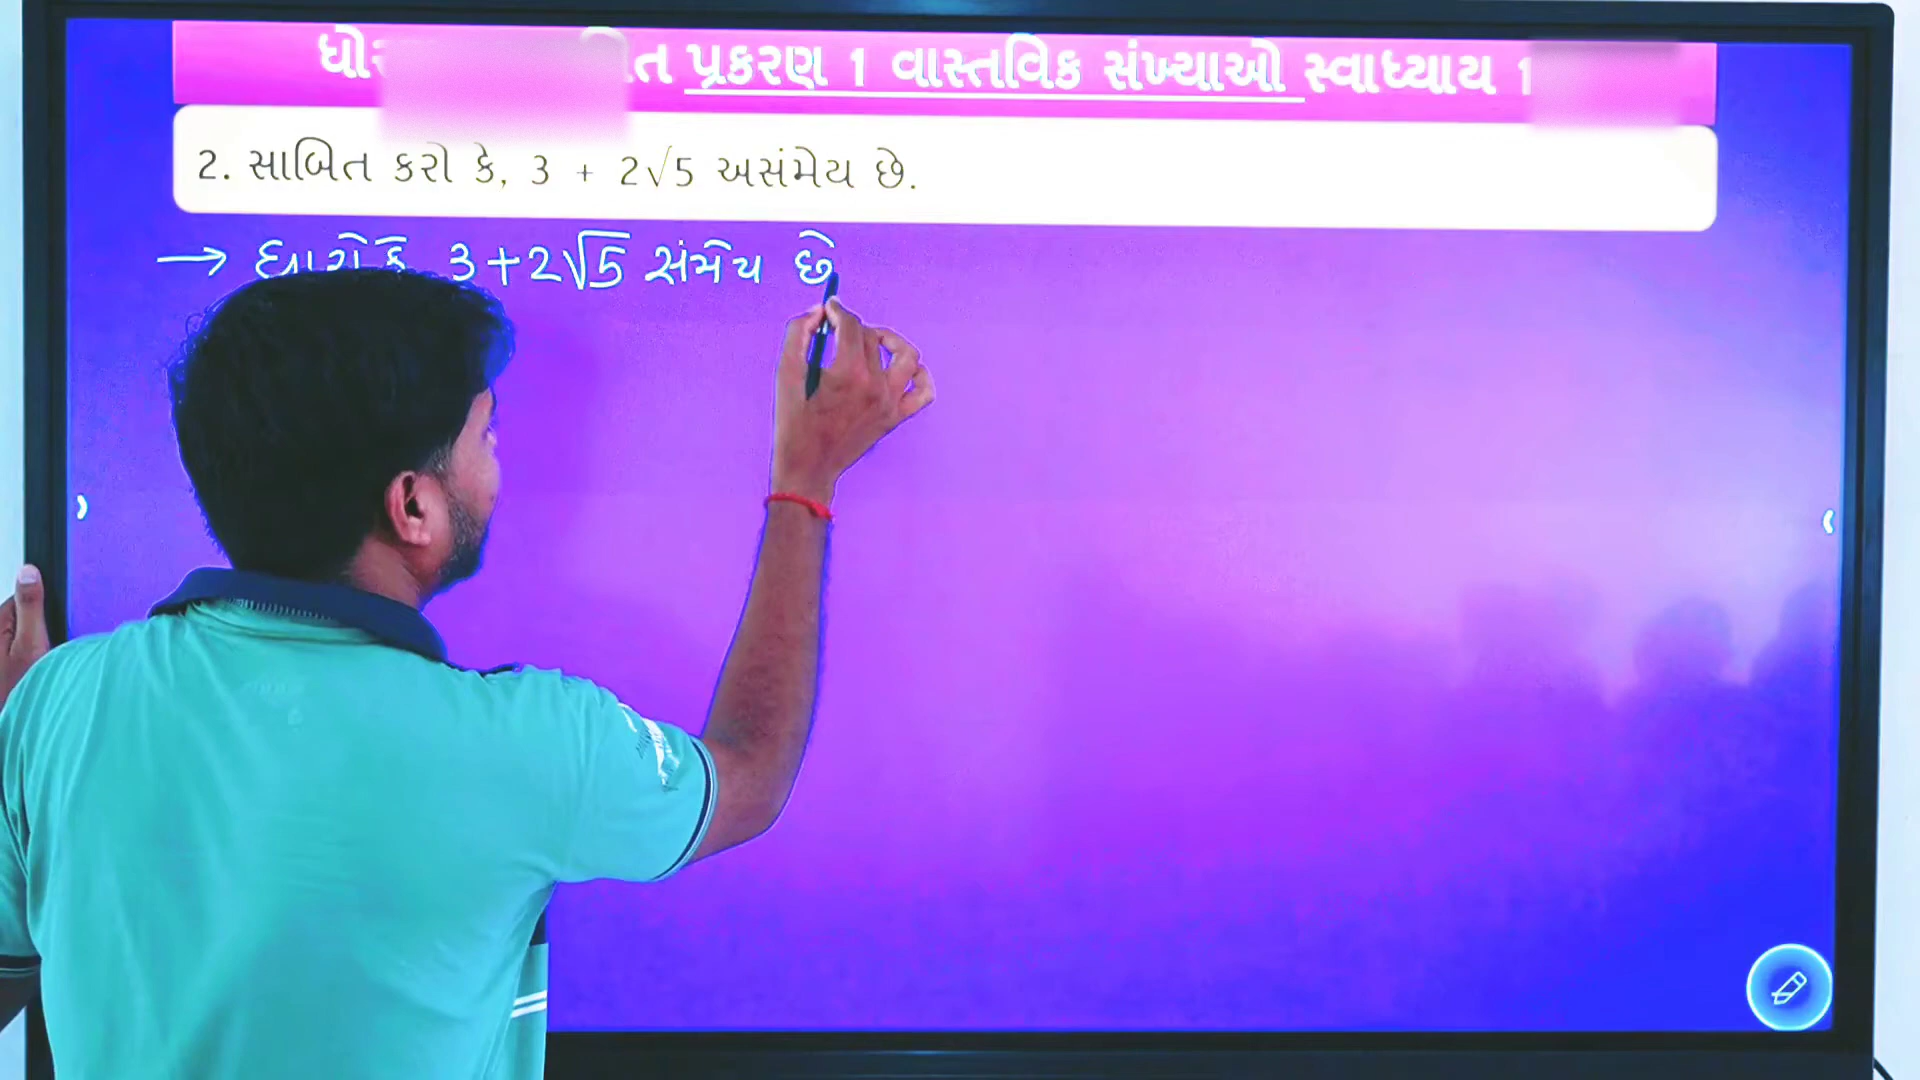 પ્રકરણ 1 વાસ્તવિક સંખ્યાઓ સ્વાધ્યાય 1
2. સાબિત કરો કે, 3 + 2√5 અસંમેય છે.
→ ધારો કે 3+2√5 સંમેય છે